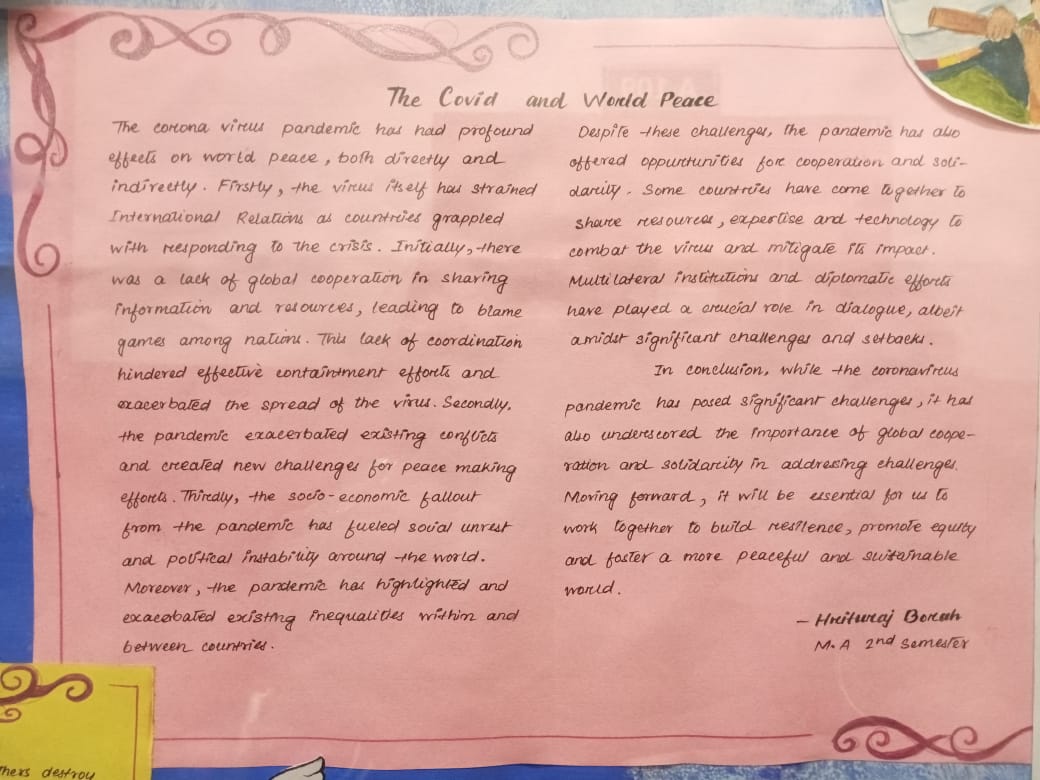 The Covid and World Peace
The corona virus pandemic has had profound
effects on world peace, both directly and
indirectly. Firstly, the virus itself has strained
International Relations as countries grappled
with responding to the crisis. Initially, there
was a lack of global cooperation in sharing
information and resources, leading to blame
games among nations. This lack of coordination
hindered effective containtment efforts and
exacerbated the spread of the virus. Secondly,
the pandemic exacerbated existing conflicts
and created new challenges for peace making
efforts. Thirdly, the socio-economic fallout
from the pandemic has fueled social unrest
and political instability around the world.
Moreover, the pandemic has highlighted and
exacerbated existing inequalities within and
between countries.
Despite these challenges, the pandemic has also
offered oppurtunities for cooperation and soli-
darity. Some countries have come together to
share resources, expertise and technology to
combat the virus and mitigate its impact.
Multilateral institutions and diplomatic efforts
have played a crucial role in dialogue, albeit
amidst significant challenges and setbacks.
In conclusion, while the coronavirus
pandemic has posed significant challenges, it has
also underscored the importance of global coope-
ration and solidarity in addressing challenges.
Moving forward, it will be essential for us to
work together to build resilence, promote equity
and foster a more peaceful and sustainable
world.
- Hrituraj Borah
M.A 2nd Semester
thers destroy